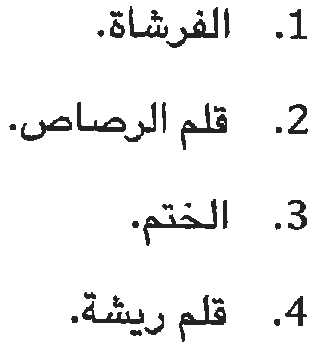 1. الفرشاة.
2. قلم الرصاص.
3. الختم.
4. قلم ريشة.